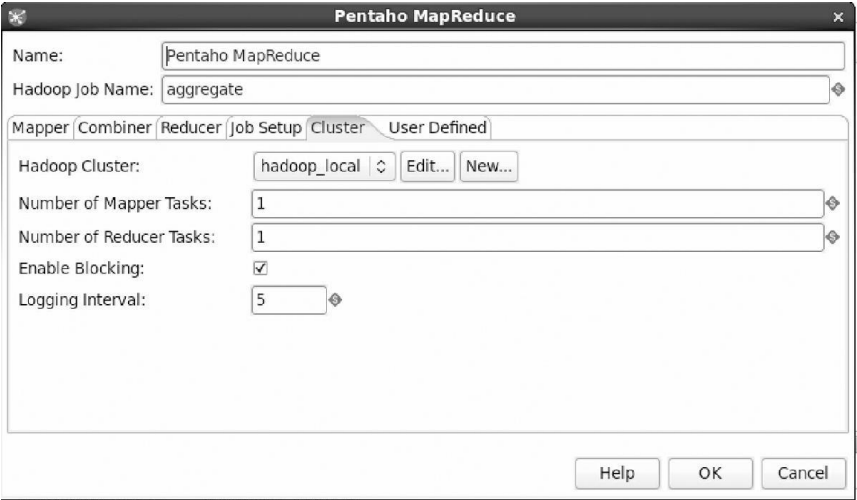 Pentaho MapReduce
Name: Pentaho MapReduce
Hadoop Job Name: aggregate
Mapper Combiner Reducer Job Setup Cluster User Defined
Hadoop Cluster: hadoop_local Edit... New...
Number of Mapper Tasks: 1
Number of Reducer Tasks: 1
Enable Blocking:
Logging Interval: 5
Help OK Cancel